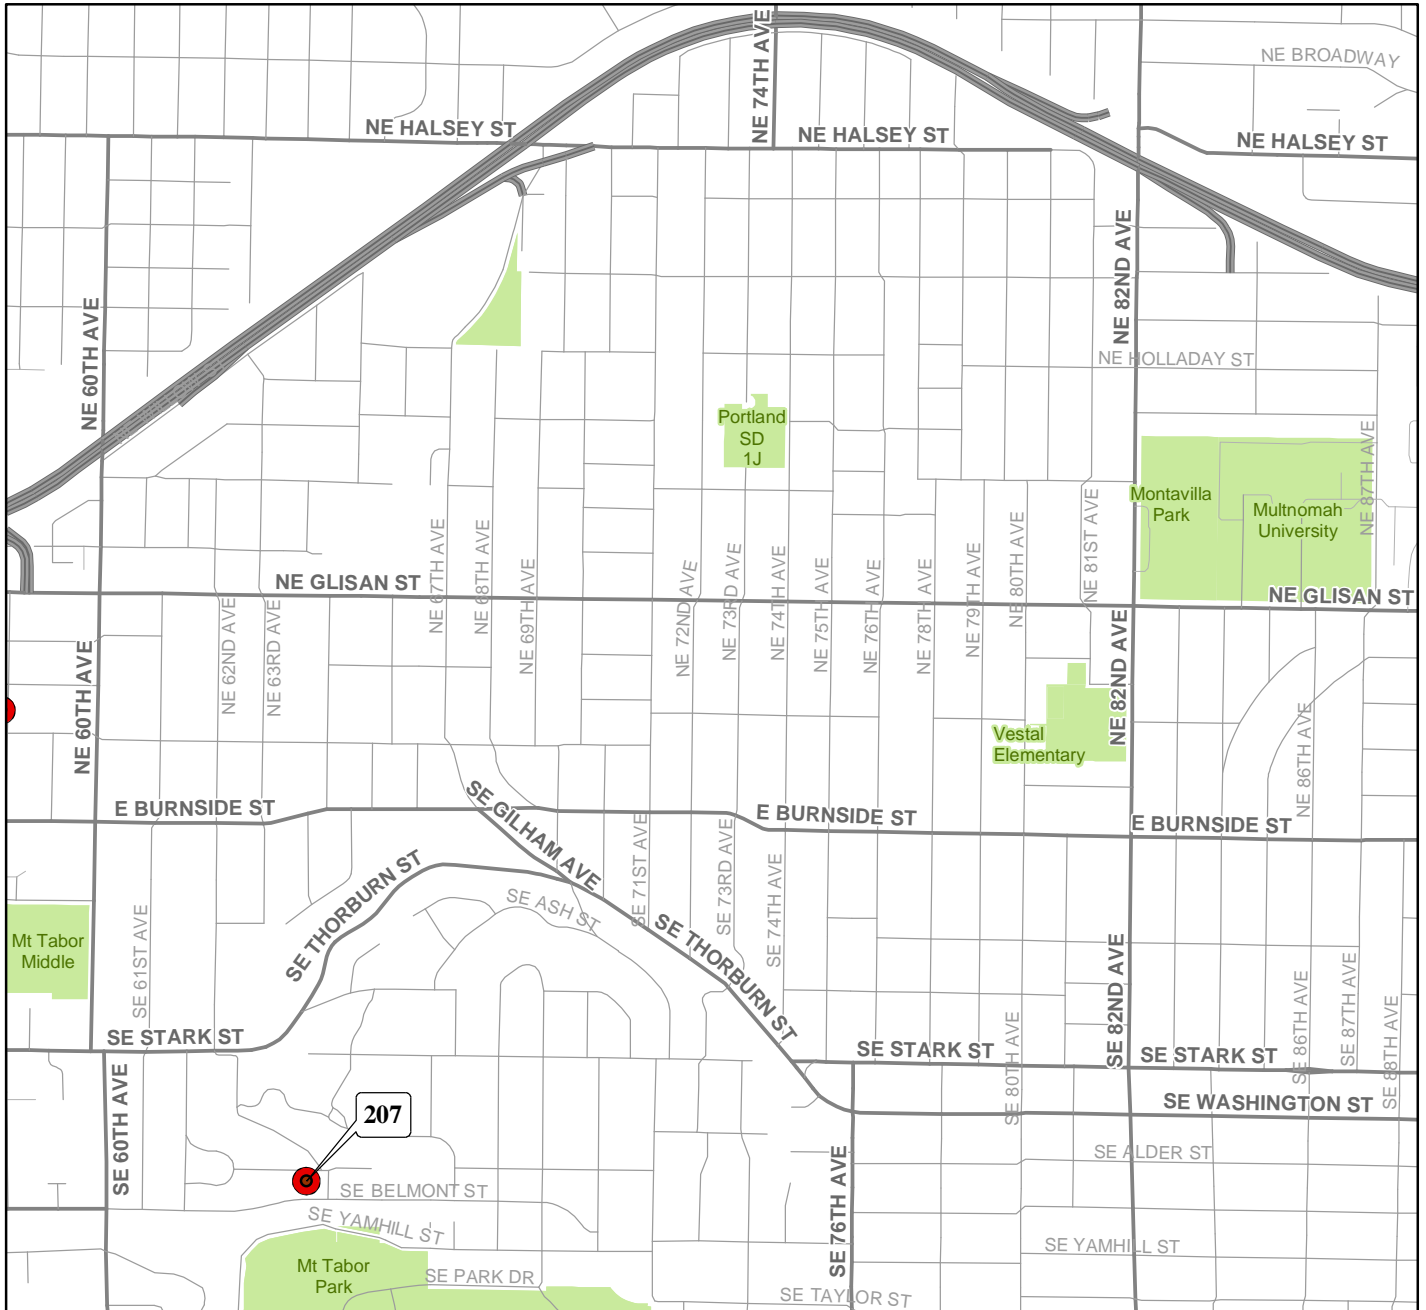 NE 74TH AVE
NE BROADWAY
NE HALSEY ST
NE HALSEY ST
NE HALSEY ST
NE 82ND AVE
NE 60TH AVE
NE HOLLADAY ST
Portland
SD
1J
NE 87TH AVE
Montavilla
Park
Multnomah
University
NE 67TH AVE
NE 68TH AVE
NE 69TH AVE
NE 72ND AVE
NE 73RD AVE
NE 74TH AVE
NE 75TH AVE
NE 76TH AVE
NE 78TH AVE
NE 79TH AVE
NE 80TH AVE
NE 81ST AVE
NE GLISAN ST
NE GLISAN ST
NE 62ND AVE
NE 63RD AVE
NE 60TH AVE
NE 82ND AVE
Vestal
Elementary
NE 86TH AVE
E BURNSIDE ST
E BURNSIDE ST
E BURNSIDE ST
SE GILHAM AVE
SE 71ST AVE
SE 73RD AVE
SE 74TH AVE
SE THORBURN ST
SE ASH ST
SE THORBURN ST
Mt Tabor
Middle
SE 61ST AVE
SE 82ND AVE
SE 86TH AVE
SE 87TH AVE
SE 88TH AVE
SE STARK ST
SE STARK ST
SE STARK ST
SE 80TH AVE
SE 60TH AVE
SE WASHINGTON ST
207
SE ALDER ST
SE 76TH AVE
SE BELMONT ST
SE YAMHILL ST
SE YAMHILL ST
Mt Tabor
Park
SE PARK DR
SE TAYLOR ST